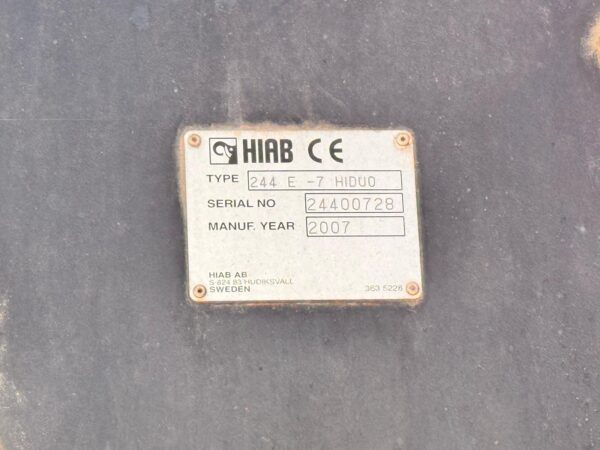 HIAB CE
TYPE 244 E -7 HIDUO
SERIAL NO 24400728
MANUF. YEAR 2007
HIAB AB
S-824 83 HUDIKSVALL
SWEDEN 363 5228